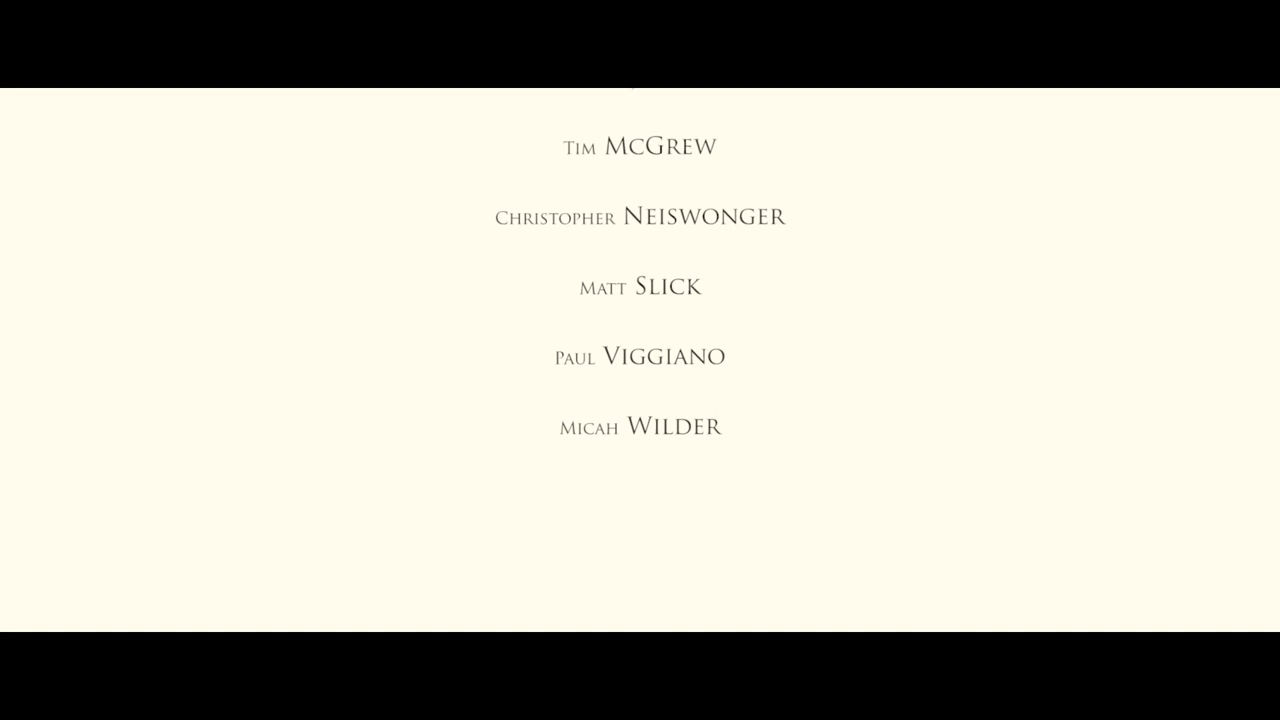 Tim McGrew
Christopher Neiswonger
Matt Slick
Paul Viggiano
Micah Wilder